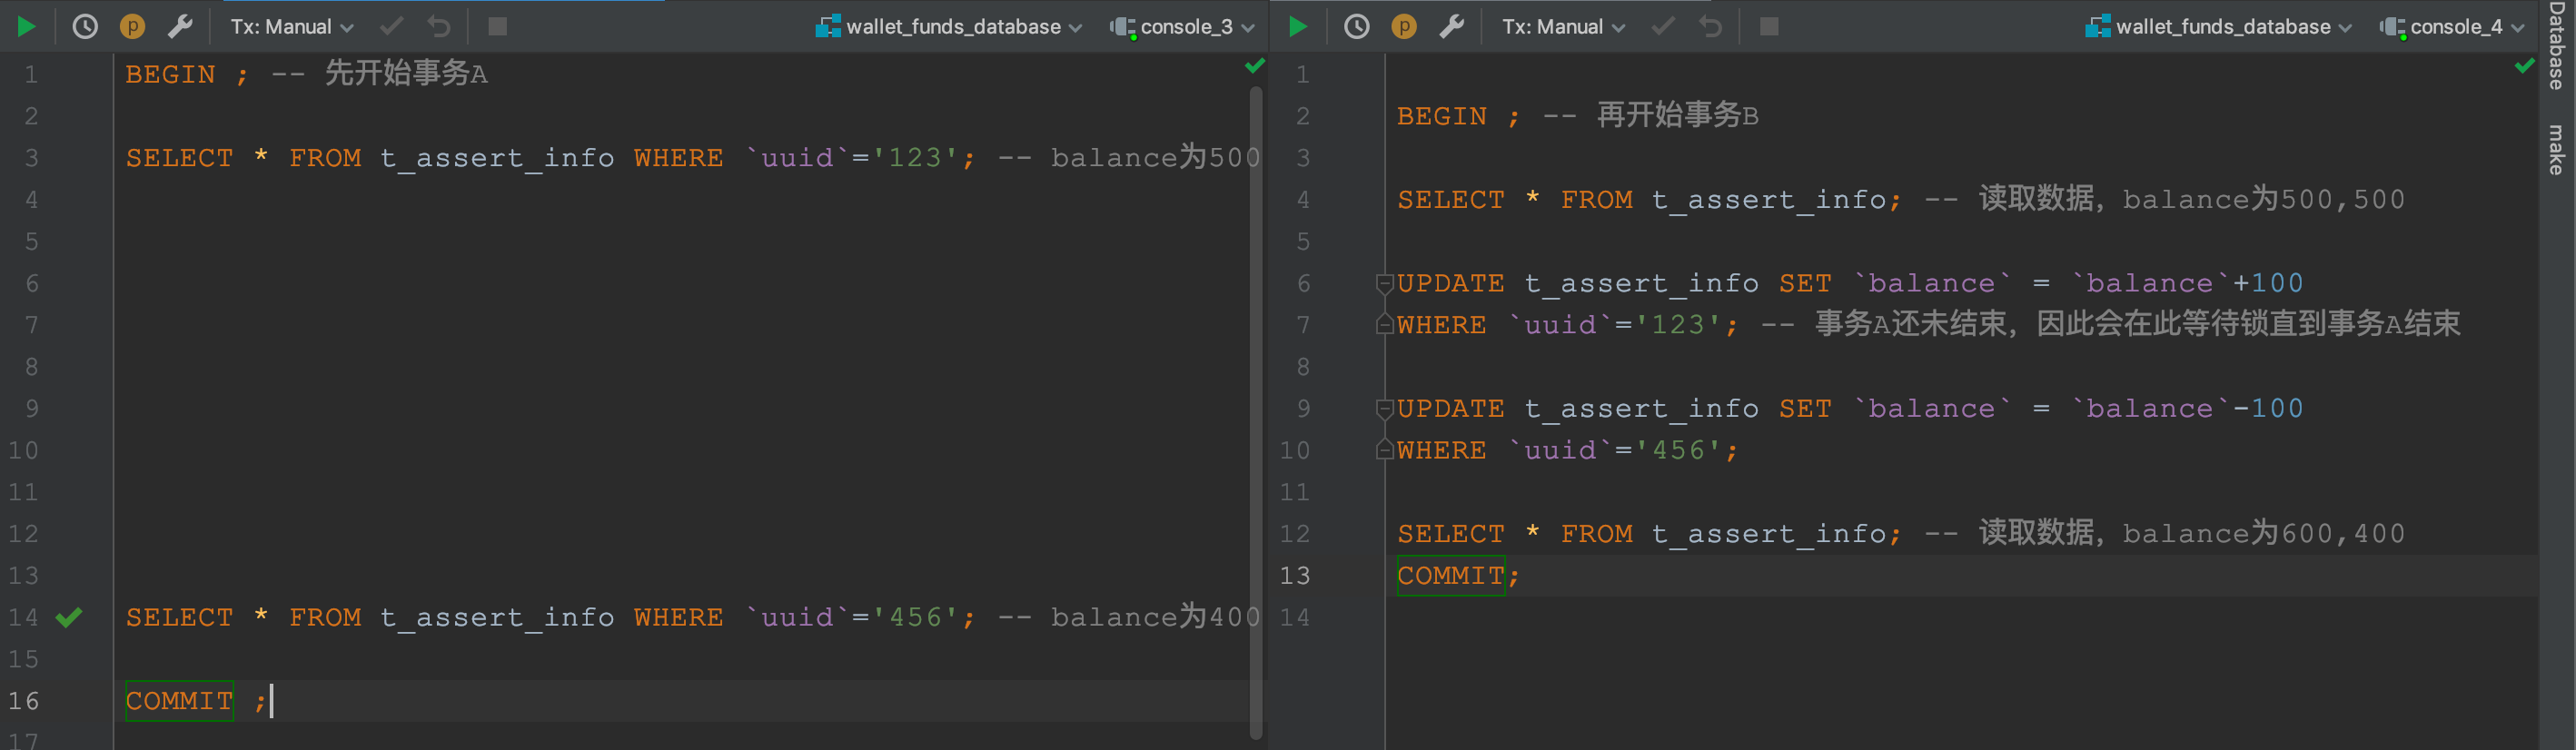 Tx: Manual
wallet_funds_database
console_3
1 BEGIN ; -- 先开始事务A
2
3 SELECT * FROM t_assert_info WHERE `uuid`='123'; -- balance为500
4
5
6
7
8
9
10
11
12
13
14 SELECT * FROM t_assert_info WHERE `uuid`='456'; -- balance为400
15
16 COMMIT ;
17
p
Tx: Manual
wallet_funds_database
console_4
1
2 BEGIN ; -- 再开始事务B
3
4 SELECT * FROM t_assert_info; -- 读取数据，balance为500,500
5
6 UPDATE t_assert_info SET `balance` = `balance`+100
7 WHERE `uuid`='123'; -- 事务A还未结束，因此会在此等待锁直到事务A结束
8
9 UPDATE t_assert_info SET `balance` = `balance`-100
10 WHERE `uuid`='456';
11
12 SELECT * FROM t_assert_info; -- 读取数据，balance为600,400
13 COMMIT;
14
p
Database
make